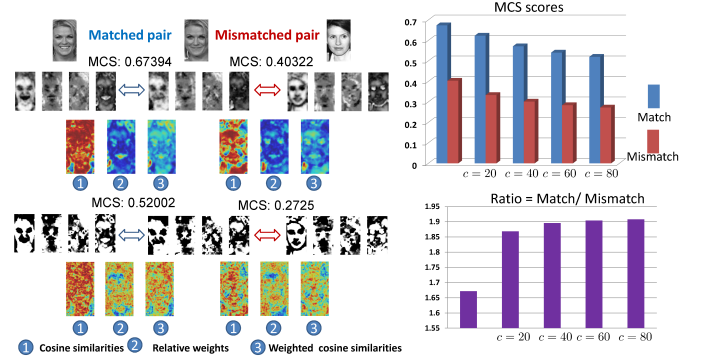 Matched pair
Mismatched pair
MCS: 0.67394
MCS: 0.40322
1 2 3 1 2 3
MCS: 0.52002
MCS: 0.2725
1 2 3 1 2 3
1 Cosine similarities 2 Relative weights 3 Weighted cosine similarities
MCS scores
0.7
0.6
0.5
0.4
0.3
0.2
0.1
0
c = 20 c = 40 c = 60 c = 80
Match
Mismatch
Ratio = Match/ Mismatch
1.95
1.9
1.85
1.8
1.75
1.7
1.65
1.6
1.55
c = 20 c = 40 c = 60 c = 80